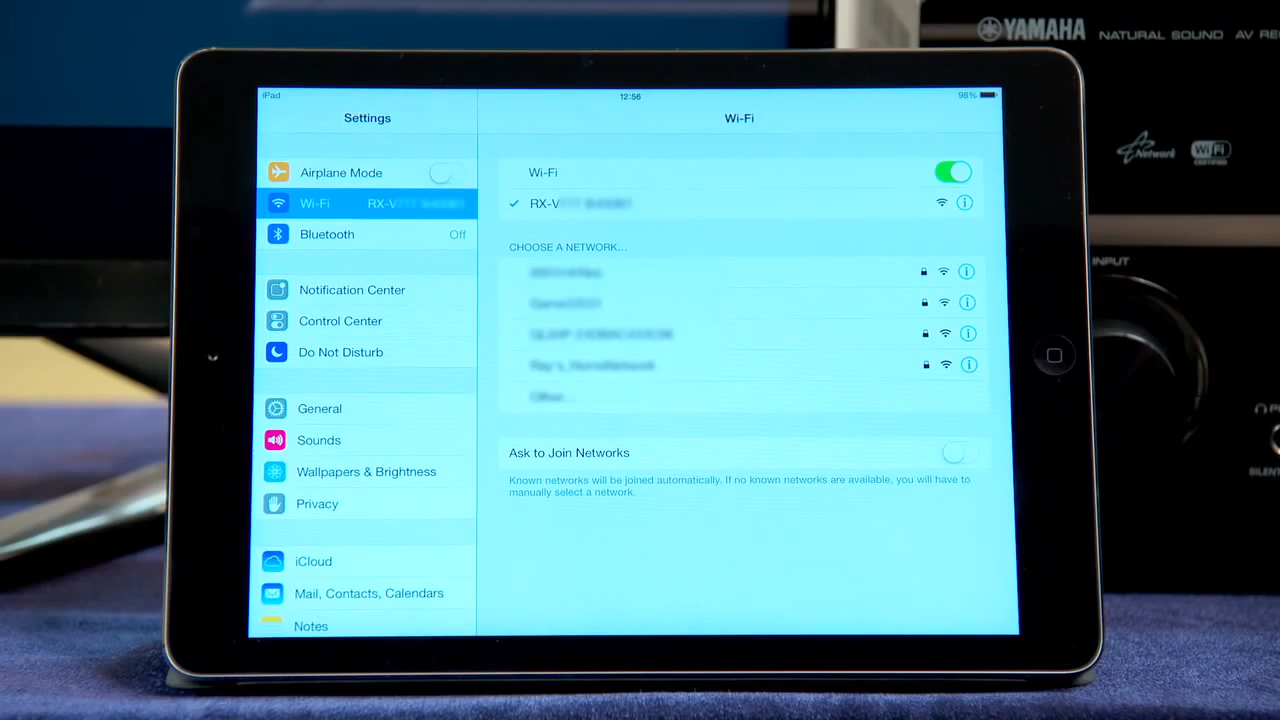 YAMAHA NATURAL SOUND AV RE
iPad 12:56 98%
Settings
Wi-Fi
Airplane Mode
Wi-Fi RX-V
Bluetooth Off
Notification Center
Control Center
Do Not Disturb
General
Sounds
Wallpapers & Brightness
Privacy
iCloud
Mail, Contacts, Calendars
Notes
Wi-Fi
RX-V
CHOOSE A NETWORK...
Ask to Join Networks
Known networks will be joined automatically. If no known networks are available, you will have to
manually select a network.
Network
Wi Fi
CERTIFIED
INPUT
SILENT